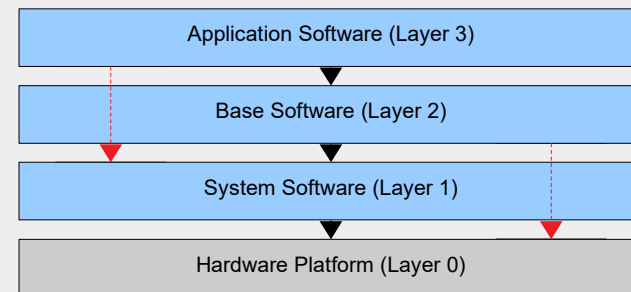 Application Software (Layer 3)
Base Software (Layer 2)
System Software (Layer 1)
Hardware Platform (Layer 0)